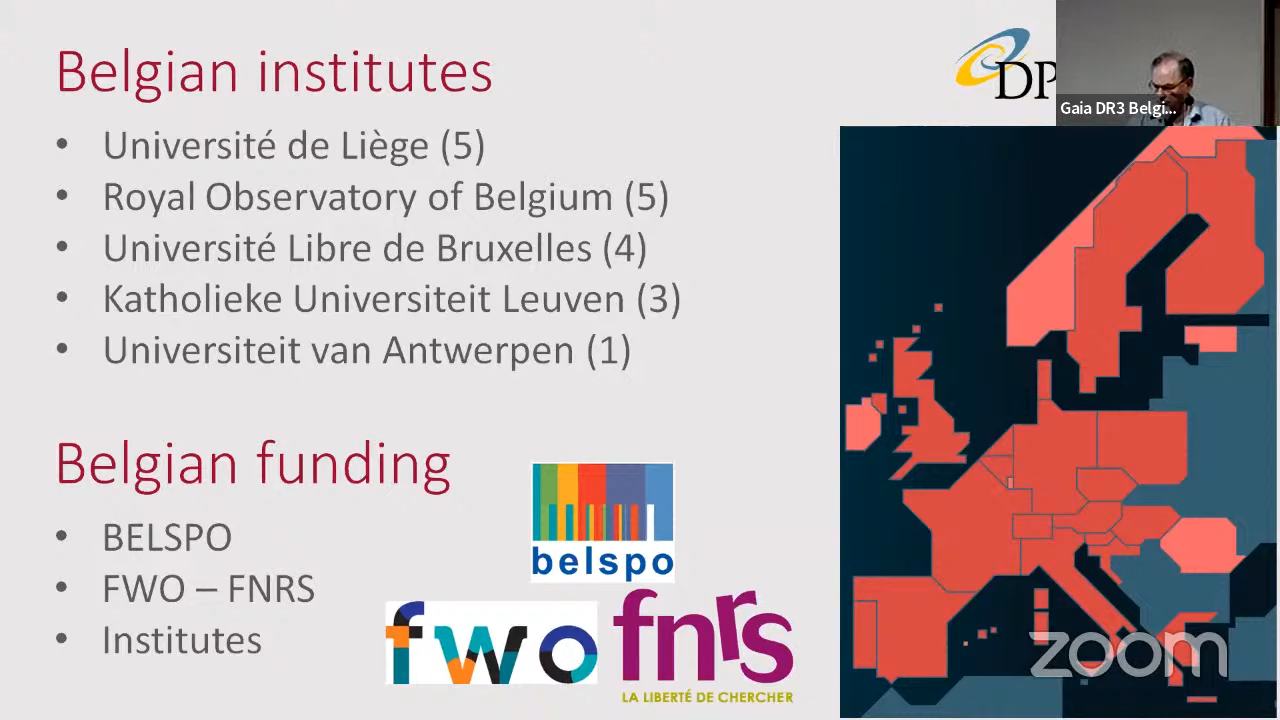 Belgian institutes
• Université de Liège (5)
• Royal Observatory of Belgium (5)
• Université Libre de Bruxelles (4)
• Katholieke Universiteit Leuven (3)
• Universiteit van Antwerpen (1)
Belgian funding
• BELSPO
• FWO – FNRS
• Institutes
belspo
fwo
fnrs
LA LIBERTÉ DE CHERCHER
DP
Gaia DR3 Belgi...
zoom